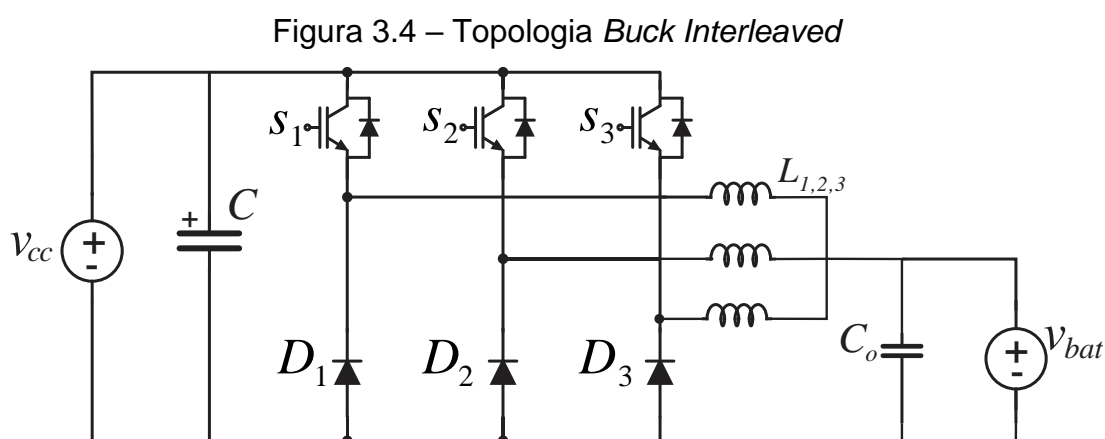 Figura 3.4 – Topologia Buck Interleaved
s1
s2
s3
L1,2,3
+
C
vcc
+
-
D1
D2
D3
Co
+
-
vbat